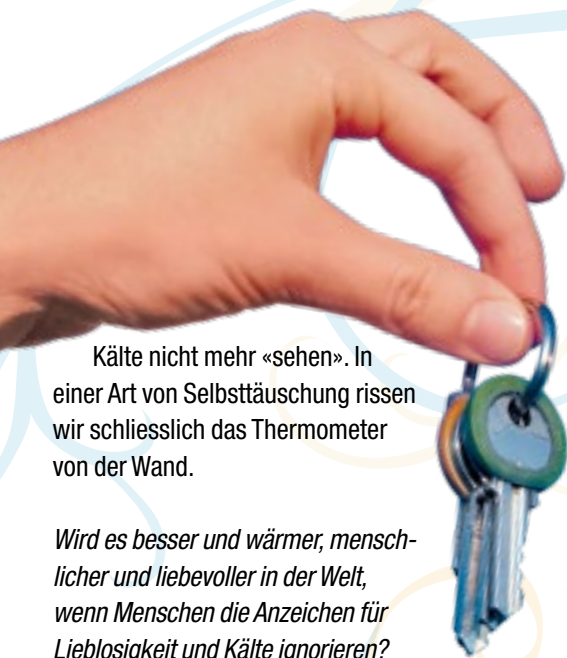 Kälte nicht mehr «sehen». In
einer Art von Selbsttäuschung rissen
wir schliesslich das Thermometer
von der Wand.
Wird es besser und wärmer, mensch-
licher und liebevoller in der Welt,
wenn Menschen die Anzeichen für
Lieblosigkeit und Kälte ignorieren?